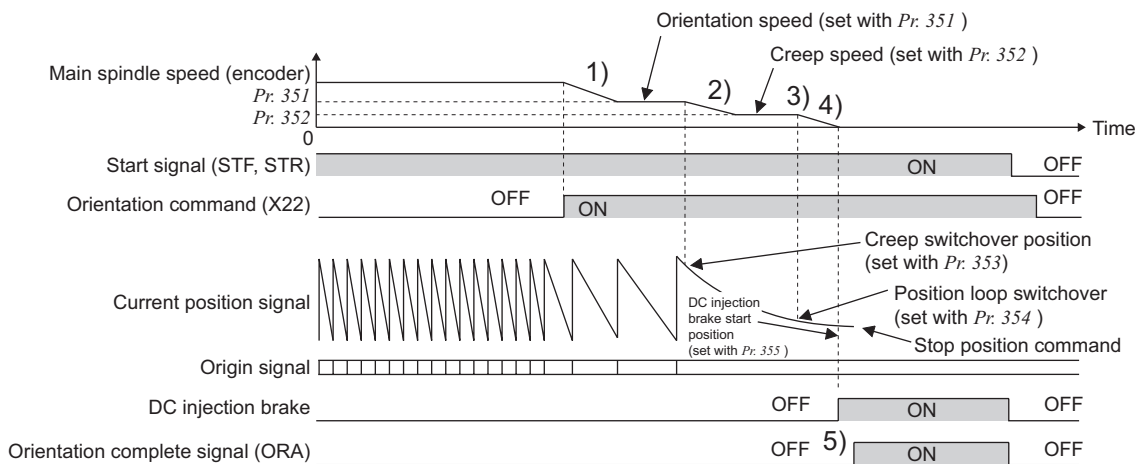 Orientation speed (set with Pr. 351 )
Creep speed (set with Pr. 352 )
Main spindle speed (encoder)
1)
2)
3)
4)
Pr. 351
Pr. 352
0
Time
Start signal (STF, STR)
ON
OFF
Orientation command (X22)
OFF
ON
OFF
Creep switchover position
(set with Pr. 353)
Current position signal
DC injection
brake start
position
(set with Pr. 355 )
Position loop switchover
(set with Pr. 354 )
Stop position command
Origin signal
DC injection brake
OFF
ON
OFF
Orientation complete signal (ORA)
OFF
5)
ON
OFF